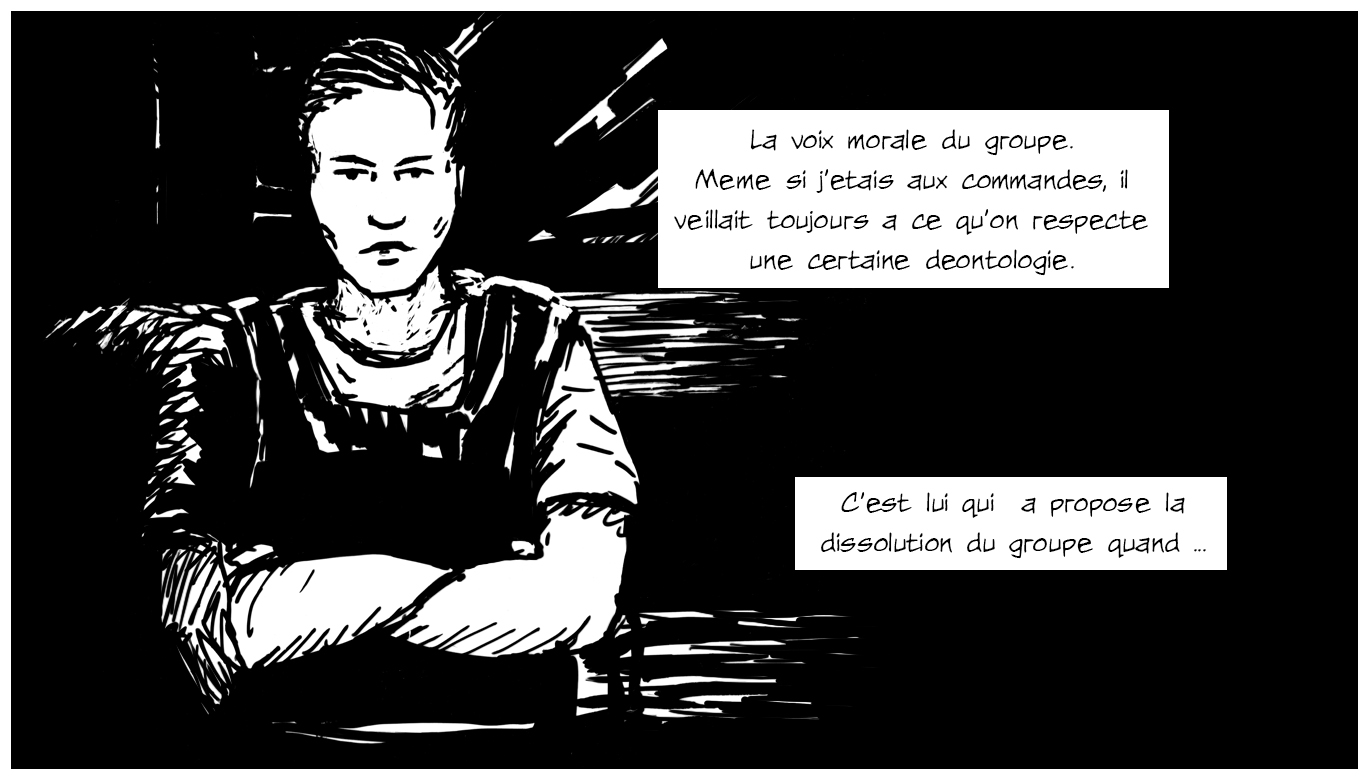 La voix morale du groupe.
Meme si j'etais aux commandes, il
veillait toujours a ce qu'on respecte
une certaine deontologie.
C'est lui qui a propose la
dissolution du groupe quand ...